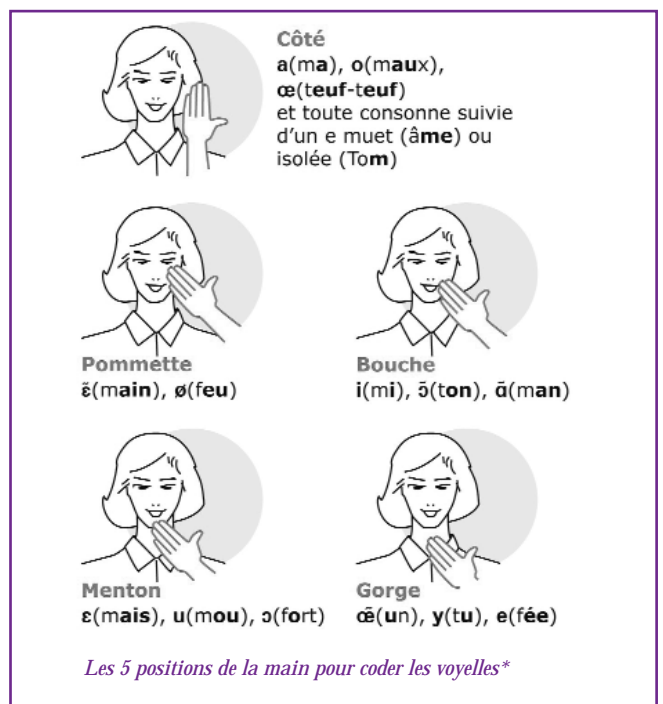 Côté
a(ma), o(maux),
œ(teuf-teuf)
et toute consonne suivie
d'un e muet (âme) ou
isolée (Tom)
Pommette
ɛ̃(main), ø(feu)
Bouche
i(mi), ɔ̃(ton), ɑ̃(man)
Menton
ɛ(mais), u(mou), ɔ(fort)
Gorge
œ̃(un), y(tu), e(fée)
Les 5 positions de la main pour coder les voyelles*